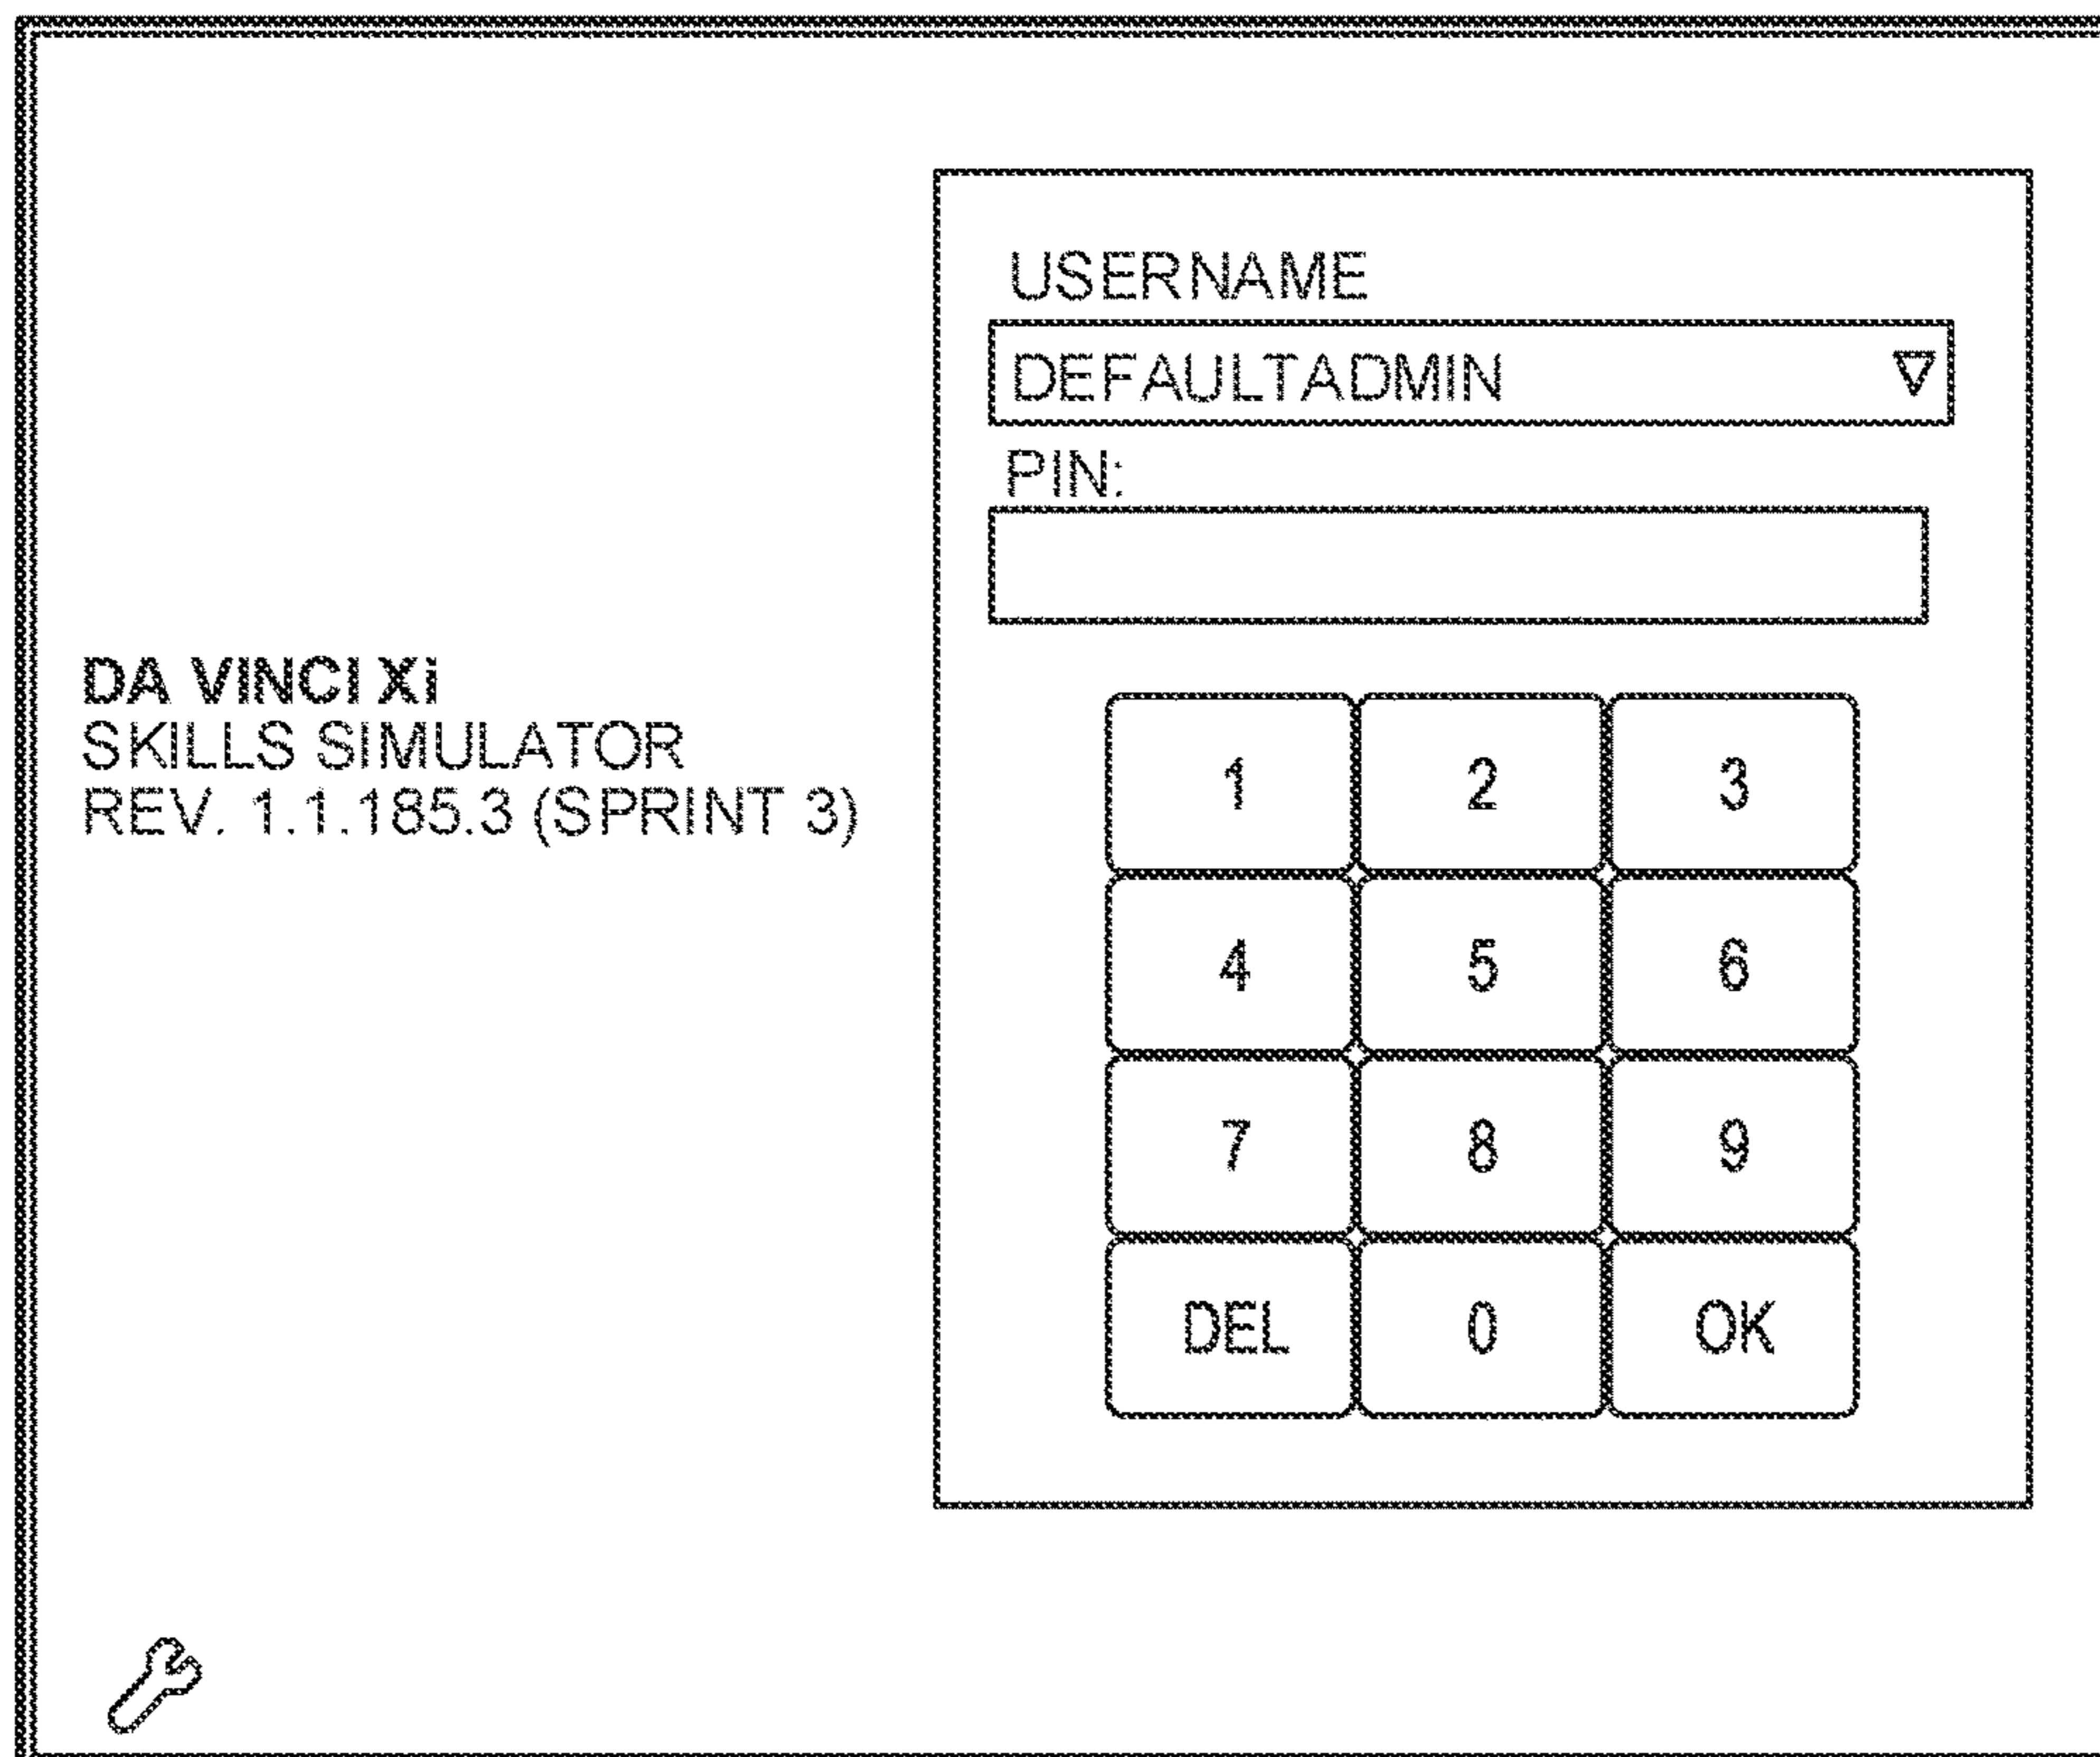 USERNAME
DEFAULTADMIN
PIN:
DA VINCI Xi
SKILLS SIMULATOR
REV. 1.1.185.3 (SPRINT 3)
1 2 3
4 5 6
7 8 9
DEL 0 OK